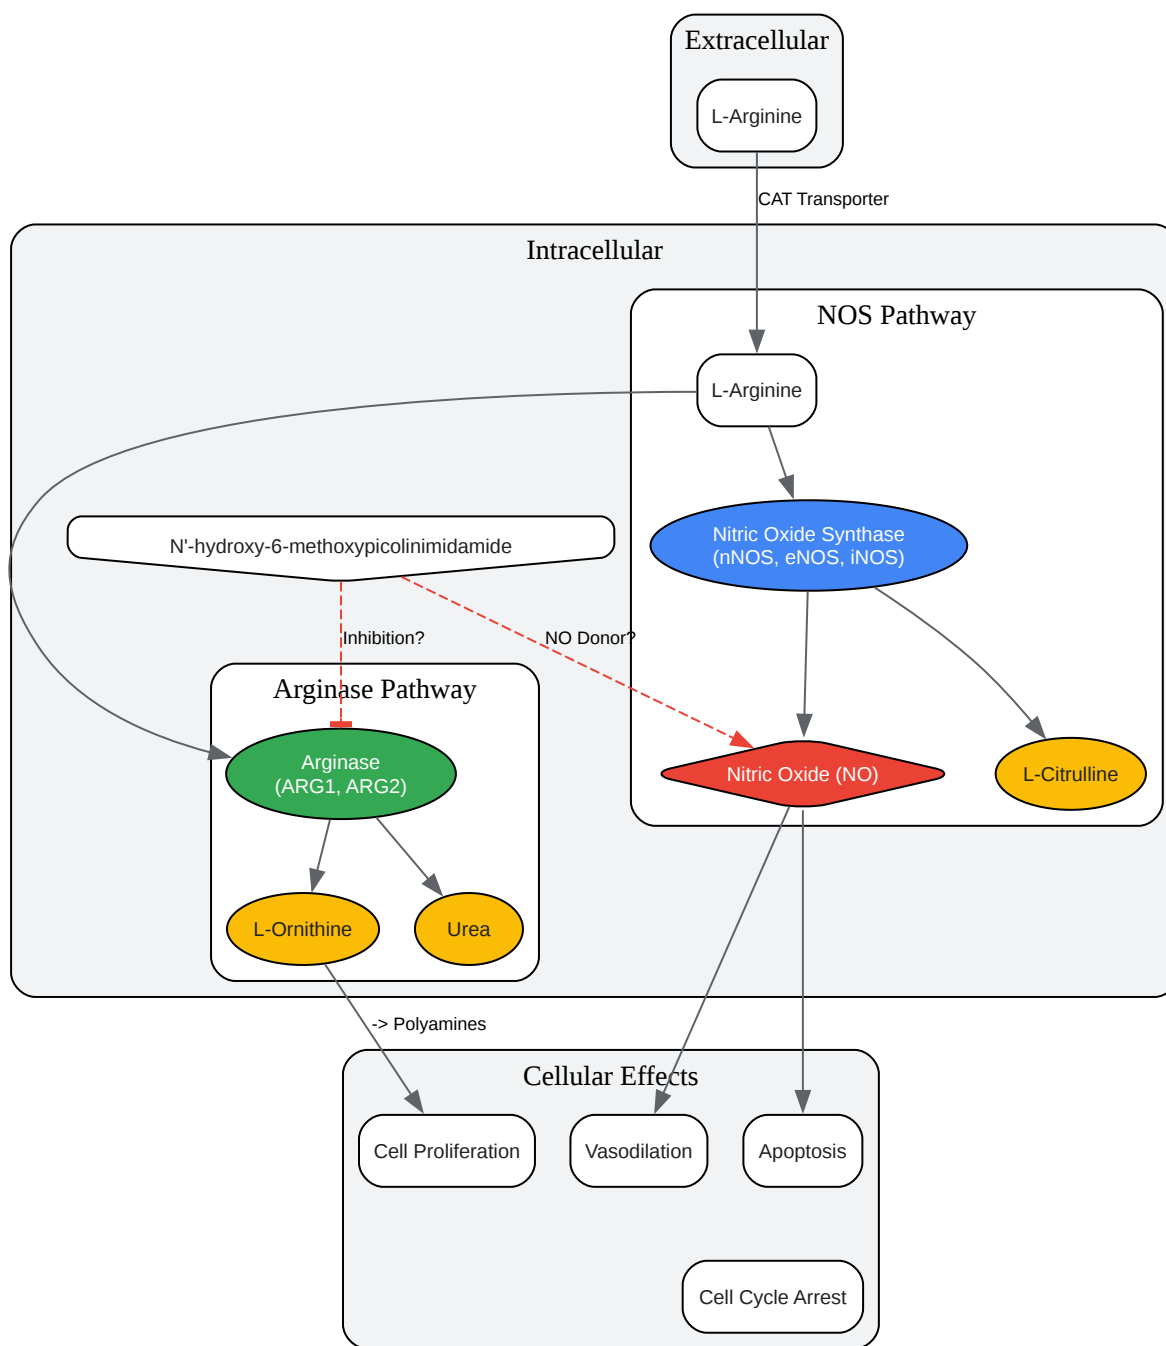 Extracellular
L-Arginine
CAT Transporter
Intracellular
NOS Pathway
L-Arginine
Nitric Oxide Synthase
(nNOS, eNOS, iNOS)
N'-hydroxy-6-methoxypicolinimidamide
Inhibition?
NO Donor?
Arginase Pathway
Arginase
(ARG1, ARG2)
Nitric Oxide (NO)
L-Citrulline
L-Ornithine
Urea
-> Polyamines
Cellular Effects
Cell Proliferation
Vasodilation
Apoptosis
Cell Cycle Arrest